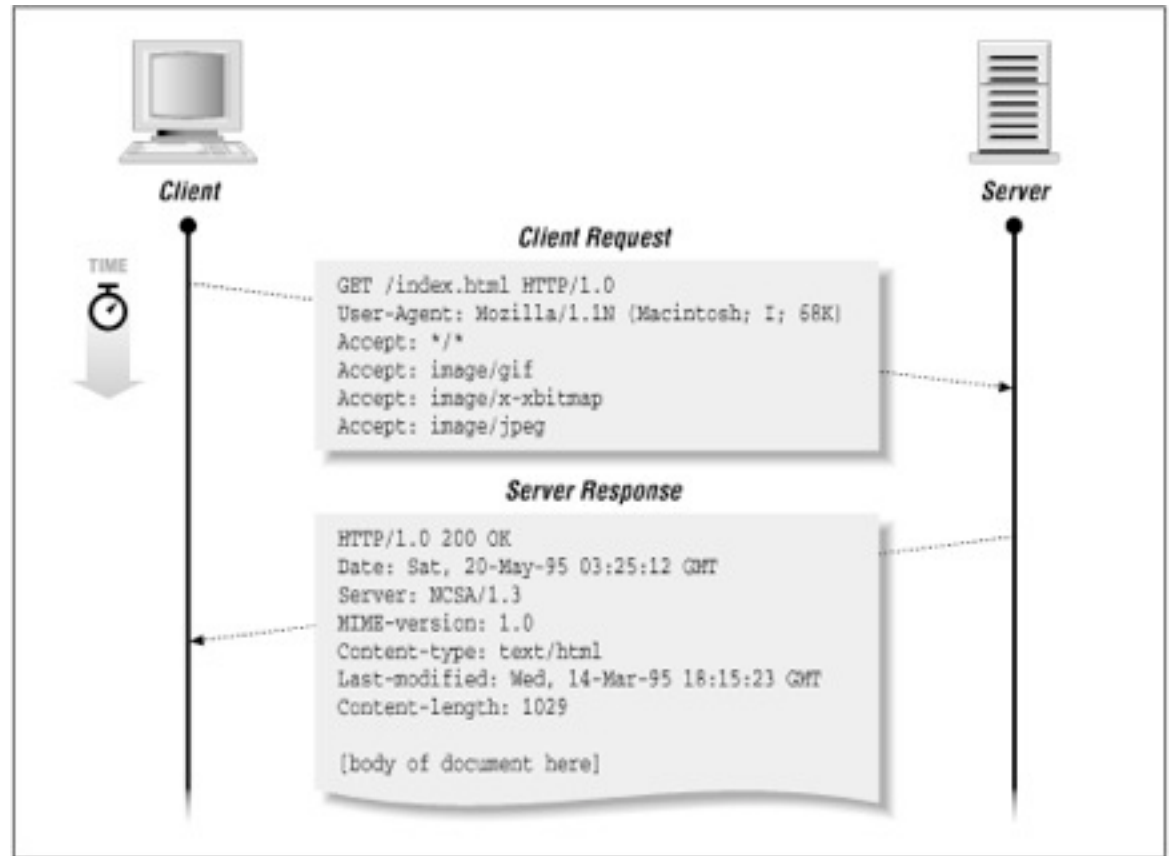 Client
Server
TIME
Client Request
GET /index.html HTTP/1.0
User-Agent: Mozilla/1.1N (Macintosh; I; 68K)
Accept: */*
Accept: image/gif
Accept: image/x-xbitmap
Accept: image/jpeg
Server Response
HTTP/1.0 200 OK
Date: Sat, 20-May-95 03:25:12 GMT
Server: NCSA/1.3
MIME-version: 1.0
Content-type: text/html
Last-modified: Wed, 14-Mar-95 18:15:23 GMT
Content-length: 1029
[body of document here]